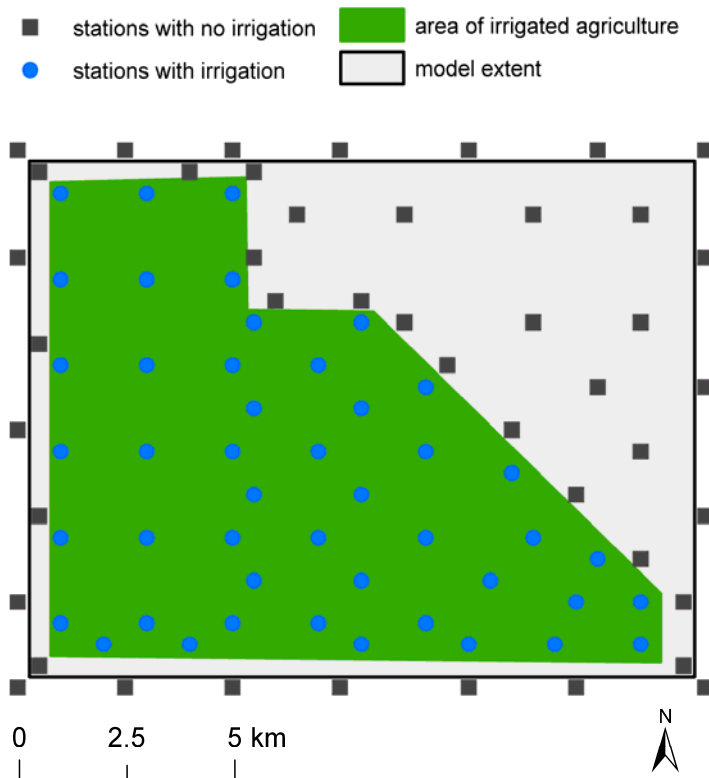 stations with no irrigation
area of irrigated agriculture
stations with irrigation
model extent
0 2.5 5 km
N